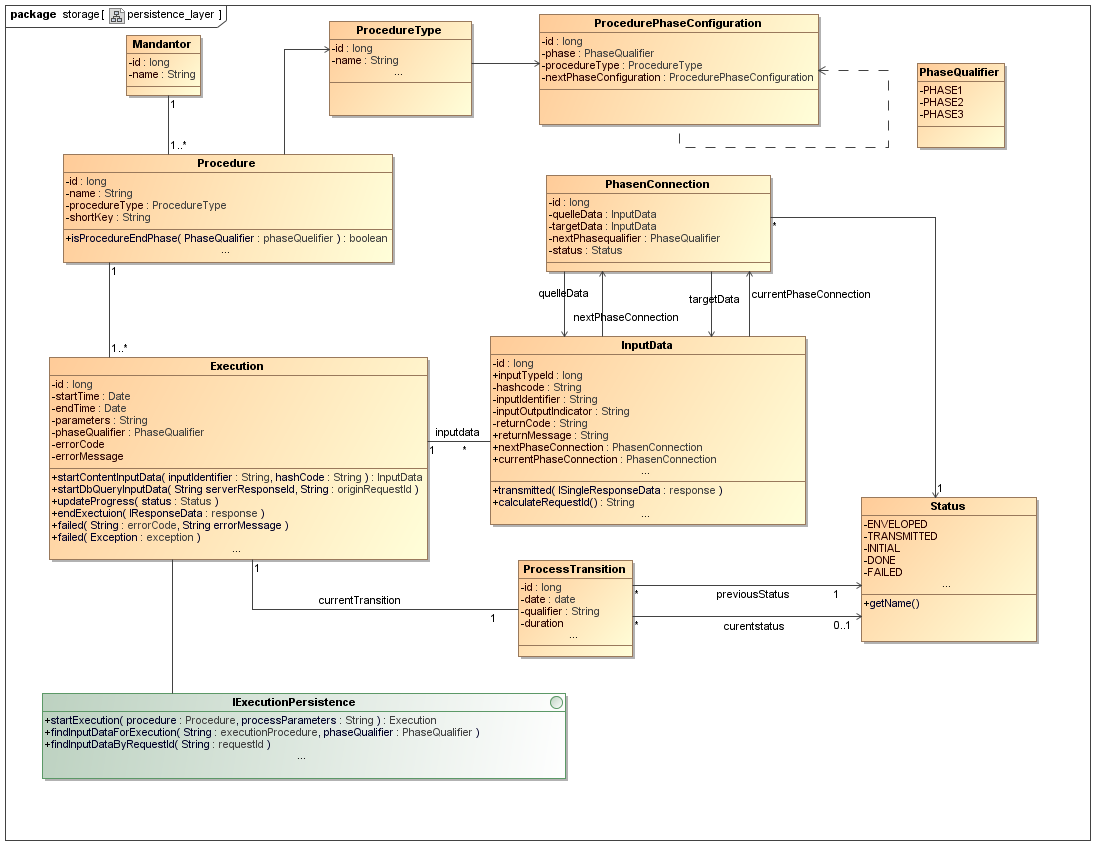 package storage[ persistence_layer ]
Mandantor
-id : long
-name : String
1
1..*
ProcedureType
-id : long
-name : String
...
ProcedurePhaseConfiguration
-id : long
-phase : PhaseQualifier
-procedureType : ProcedureType
-nextPhaseConfiguration : ProcedurePhaseConfiguration
PhaseQualifier
-PHASE1
-PHASE2
-PHASE3
Procedure
-id : long
-name : String
-procedureType : ProcedureType
-shortKey : String
+isProcedureEndPhase( PhaseQualifier : phaseQuelifier ) : boolean
...
1
1..*
PhasenConnection
-id : long
-quelleData : InputData
-targetData : InputData
-nextPhasequalifier : PhaseQualifier
-status : Status
*
1
quelleData
nextPhaseConnection
targetData
currentPhaseConnection
Execution
-id : long
-startTime : Date
-endTime : Date
-parameters : String
-phaseQualifier : PhaseQualifier
-errorCode
-errorMessage
+startContentInputData( inputIdentifier : String, hashCode : String ) : InputData
+startDbQueryInputData( String serverResponseId, String : originRequestId )
+updateProgress( status : Status )
+endExectuion( IResponseData : response )
+failed( String : errorCode, String errorMessage )
+failed( Exception : exception )
...
inputdata
1
*
InputData
-id : long
+inputTypeId : long
-hashcode : String
-inputIdentifier : String
-inputOutputIndicator : String
-returnCode : String
+returnMessage : String
+nextPhaseConnection : PhasenConnection
+currentPhaseConnection : PhasenConnection
...
+transmitted( ISingleResponseData : response )
+calculateRequestId() : String
...
Status
-ENVELOPED
-TRANSMITTED
-INITIAL
-DONE
-FAILED
...
+getName()
1
currentTransition
1
ProcessTransition
-id : long
-date : date
-qualifier : String
-duration
...
*
previousStatus
1
*
curentstatus
0..1
IExecutionPersistence
+startExecution( procedure : Procedure, processParameters : String ) : Execution
+findInputDataForExecution( String : executionProcedure, phaseQualifier : PhaseQualifier )
+findInputDataByRequestId( String : requestId )
...